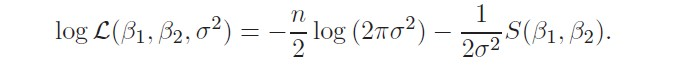 log ℒ(β₁, β₂, σ²) = −n/2 log (2πσ²) − 1/2σ² S(β₁, β₂).